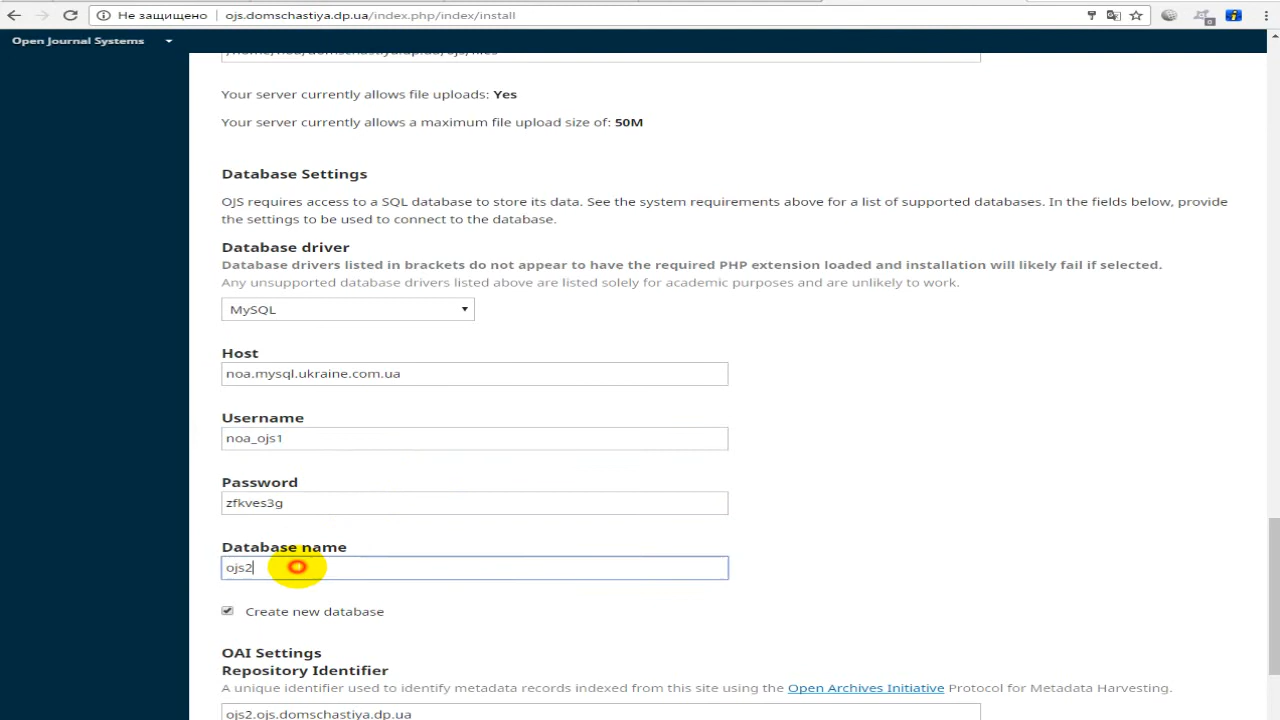 Не защищено
ojs.domschastiya.dp.ua/index.php/index/install
Open Journal Systems
Your server currently allows file uploads: Yes
Your server currently allows a maximum file upload size of: 50M
Database Settings
OJS requires access to a SQL database to store its data. See the system requirements above for a list of supported databases. In the fields below, provide
the settings to be used to connect to the database.
Database driver
Database drivers listed in brackets do not appear to have the required PHP extension loaded and installation will likely fail if selected.
Any unsupported database drivers listed above are listed solely for academic purposes and are unlikely to work.
MySQL
Host
noa.mysql.ukraine.com.ua
Username
noa_ojs1
Password
zfkves3g
Database name
ojs2
Create new database
OAI Settings
Repository Identifier
A unique identifier used to identify metadata records indexed from this site using the Open Archives Initiative Protocol for Metadata Harvesting.
ojs2.ojs.domschastiya.dp.ua